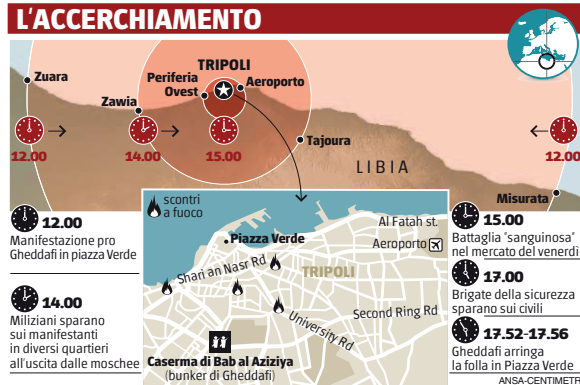 L'ACCERCHIAMENTO
Zuara
Zawia
Periferia
Ovest
TRIPOLI
Aeroporto
Tajoura
LIBIA
Misurata
12.00
14.00
15.00
12.00
12.00
Manifestazione pro
Gheddafi in piazza Verde
14.00
Miliziani sparano
sui manifestanti
in diversi quartieri
all'uscita dalle moschee
scontri
a fuoco
Piazza Verde
Al Fatah st.
Aeroporto
Shari an Nasr Rd
TRIPOLI
University Rd
Second Ring Rd
Caserma di Bab al Aziziya
(bunker di Gheddafi)
15.00
Battaglia "sanguinosa"
nel mercato del venerdì
17.00
Brigate della sicurezza
sparano sui civili
17.52-17.56
Gheddafi arringa
la folla in Piazza Verde
ANSA-CENTIMETRI